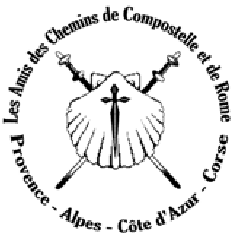 Les Amis des Chemins de Compostelle et de Rome
Provence - Alpes - Côte d'Azur - Corse